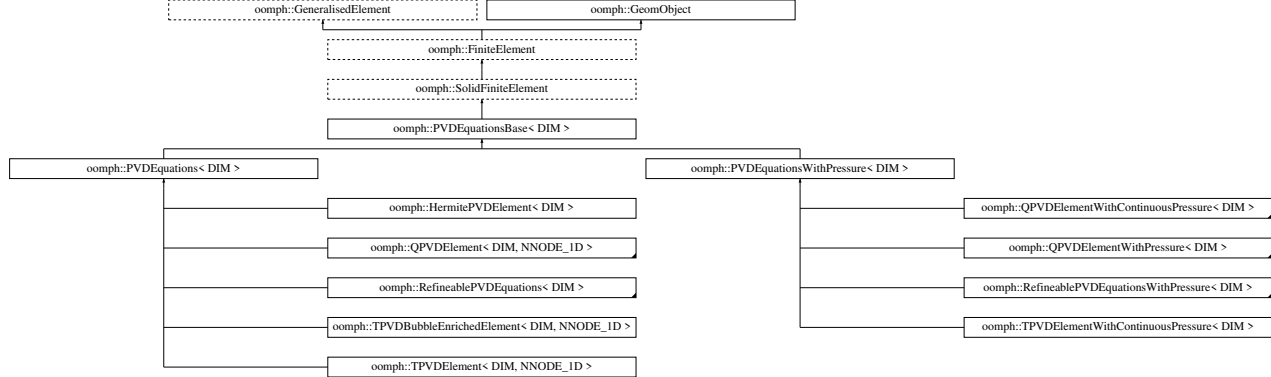 oomph::GeneralisedElement
oomph::GeomObject
oomph::FiniteElement
oomph::SolidFiniteElement
oomph::PVDEquationsBase< DIM >
oomph::PVDEquations< DIM >
oomph::PVDEquationsWithPressure< DIM >
oomph::HermitePVDElement< DIM >
oomph::QPVDElementWithContinuousPressure< DIM >
oomph::QPVDElement< DIM, NNODE_1D >
oomph::QPVDElementWithPressure< DIM >
oomph::RefineablePVDEquations< DIM >
oomph::RefineablePVDEquationsWithPressure< DIM >
oomph::TPVDBubbleEnrichedElement< DIM, NNODE_1D >
oomph::TPVDElementWithContinuousPressure< DIM >
oomph::TPVDElement< DIM, NNODE_1D >